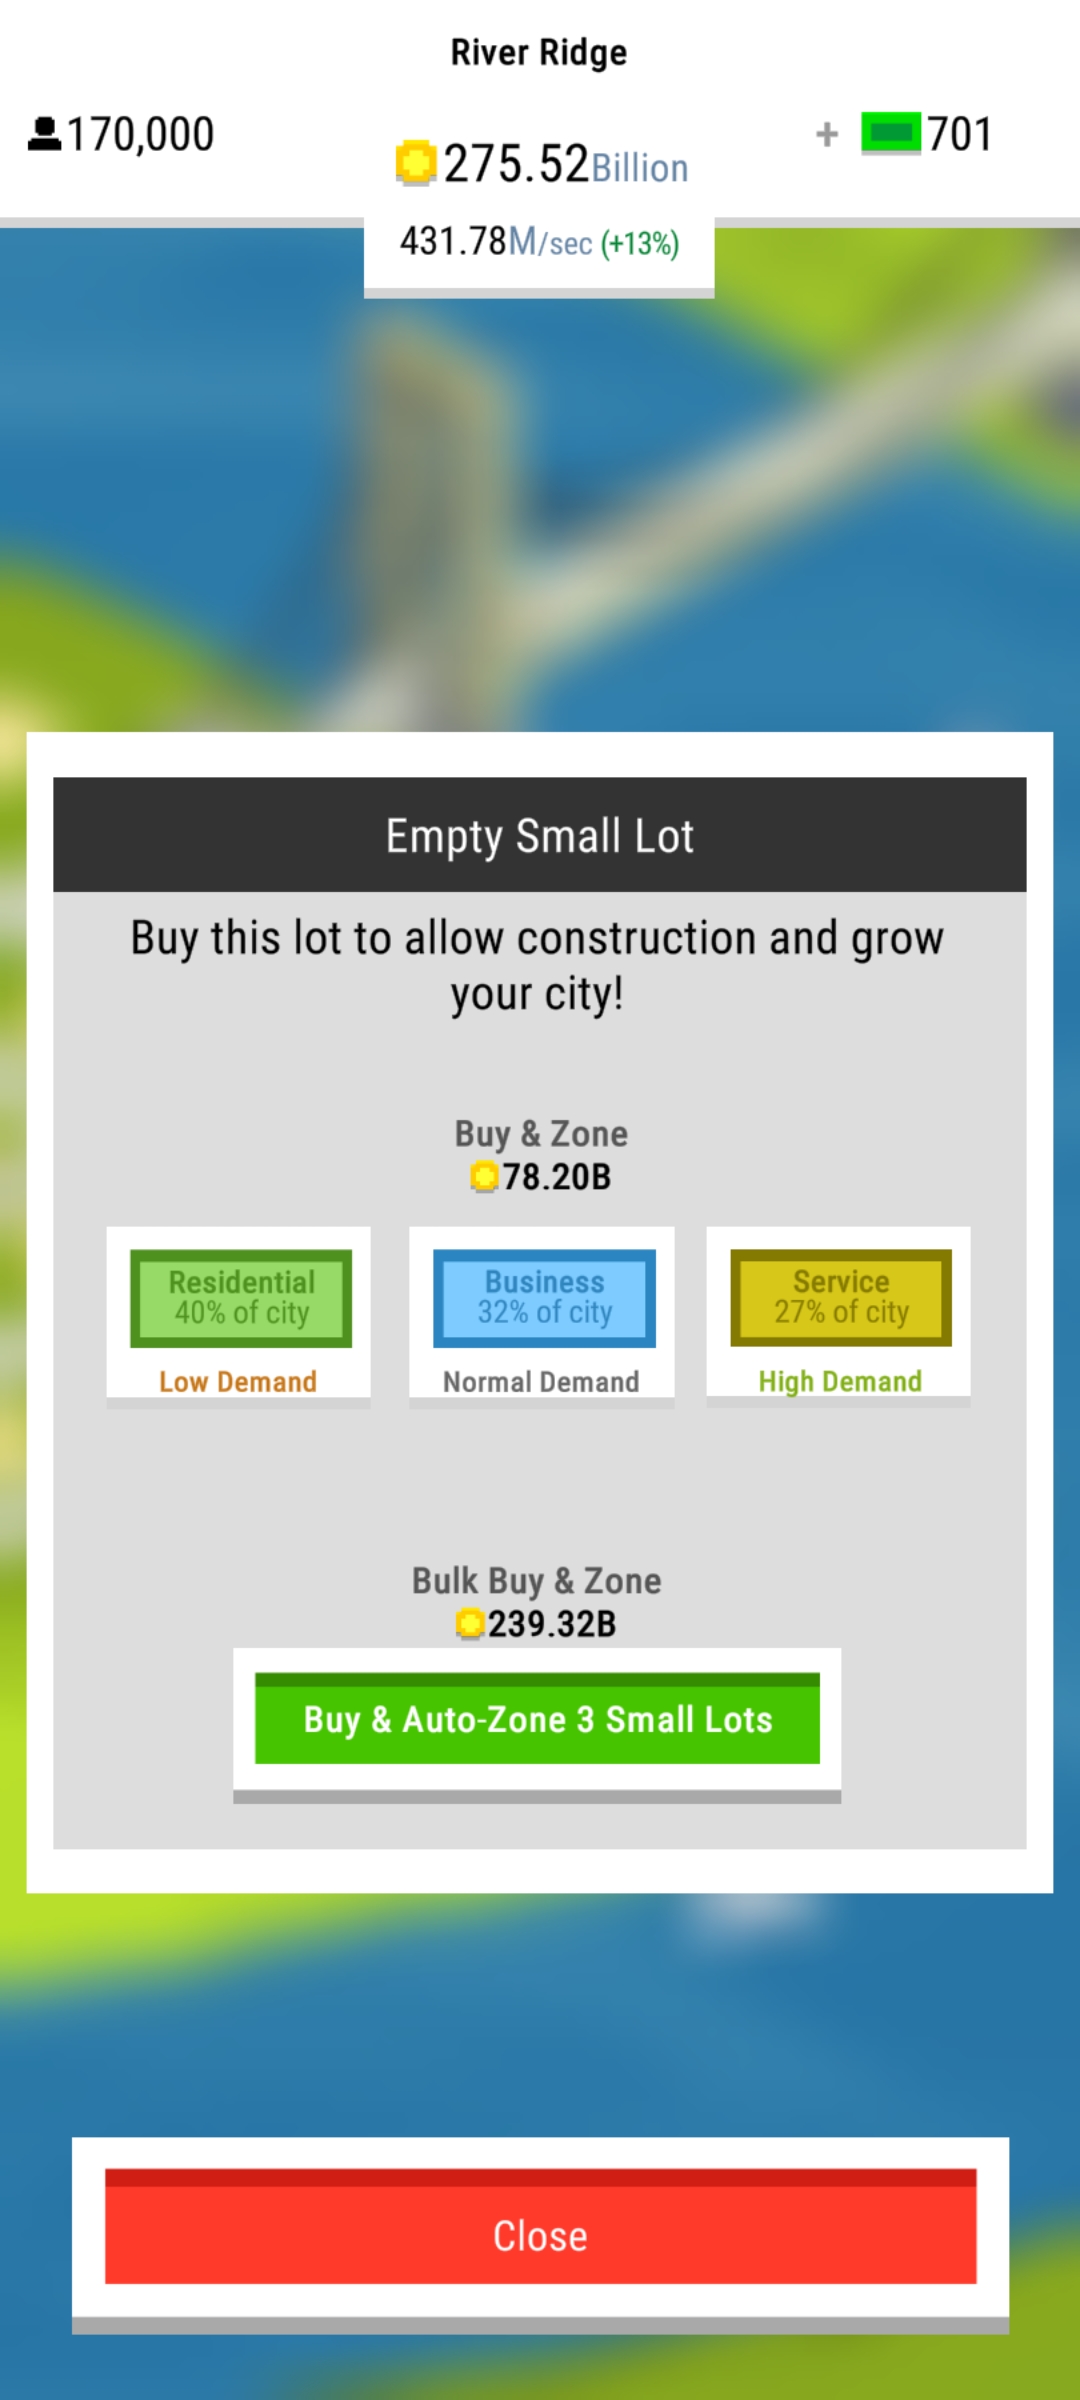 River Ridge
170,000
275.52Billion
+ 701
431.78M/sec (+13%)
Empty Small Lot
Buy this lot to allow construction and grow
your city!
Buy & Zone
78.20B
Residential
40% of city
Low Demand
Business
32% of city
Normal Demand
Service
27% of city
High Demand
Bulk Buy & Zone
239.32B
Buy & Auto-Zone 3 Small Lots
Close